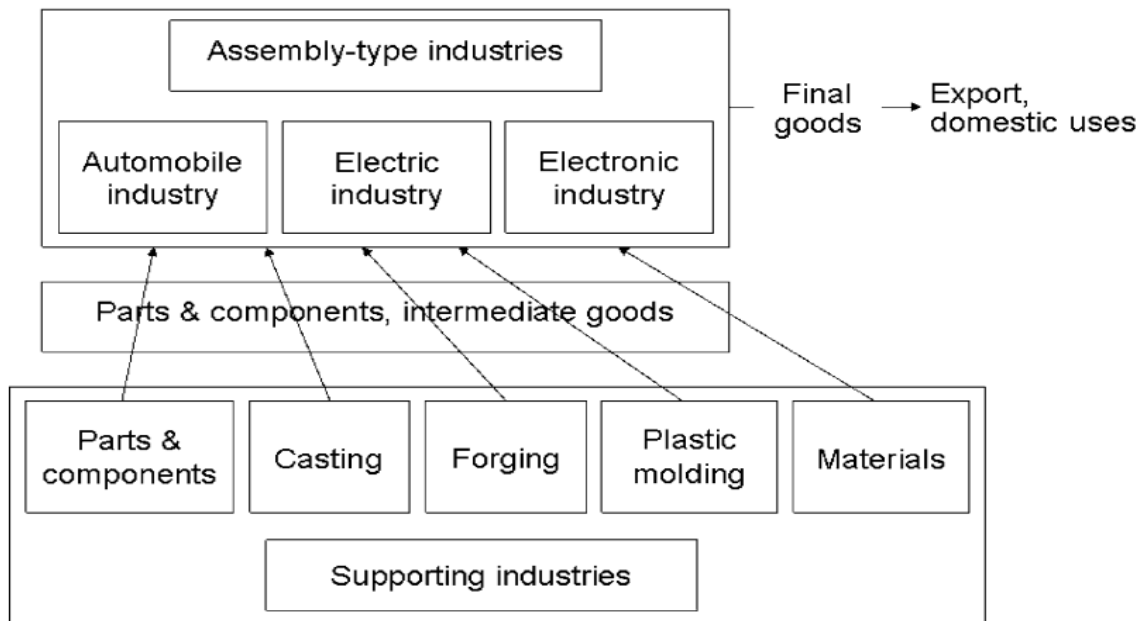 Assembly-type industries
Final
goods
Export,
domestic uses
Automobile
industry
Electric
industry
Electronic
industry
Parts & components, intermediate goods
Parts &
components
Casting
Forging
Plastic
molding
Materials
Supporting industries